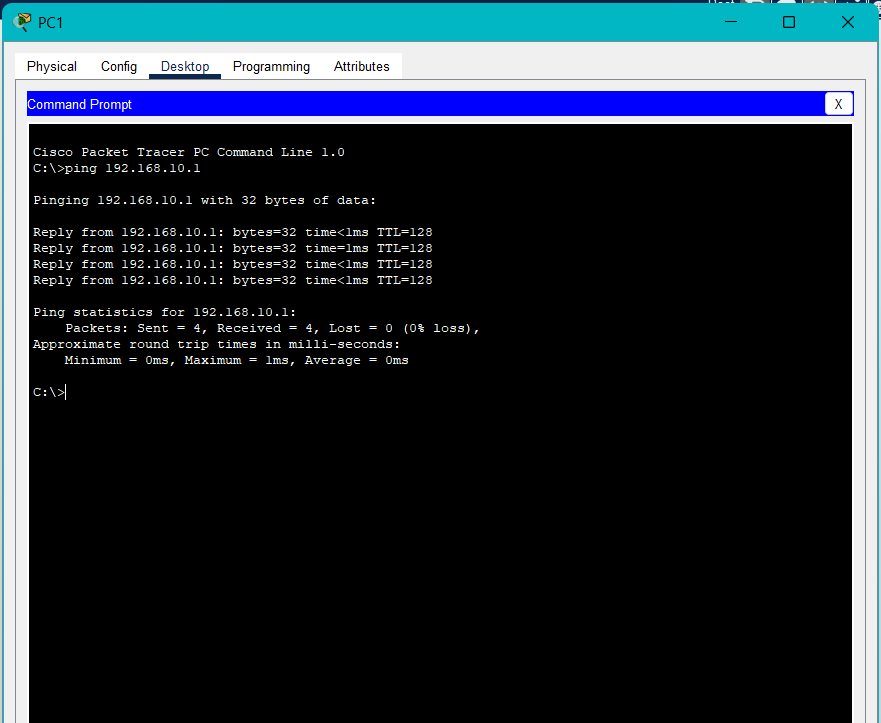 PC1
Physical Config Desktop Programming Attributes
Command Prompt X
Cisco Packet Tracer PC Command Line 1.0
C:\>ping 192.168.10.1
Pinging 192.168.10.1 with 32 bytes of data:
Reply from 192.168.10.1: bytes=32 time<1ms TTL=128
Reply from 192.168.10.1: bytes=32 time=1ms TTL=128
Reply from 192.168.10.1: bytes=32 time<1ms TTL=128
Reply from 192.168.10.1: bytes=32 time<1ms TTL=128
Ping statistics for 192.168.10.1:
    Packets: Sent = 4, Received = 4, Lost = 0 (0% loss),
Approximate round trip times in milli-seconds:
    Minimum = 0ms, Maximum = 1ms, Average = 0ms
C:\>